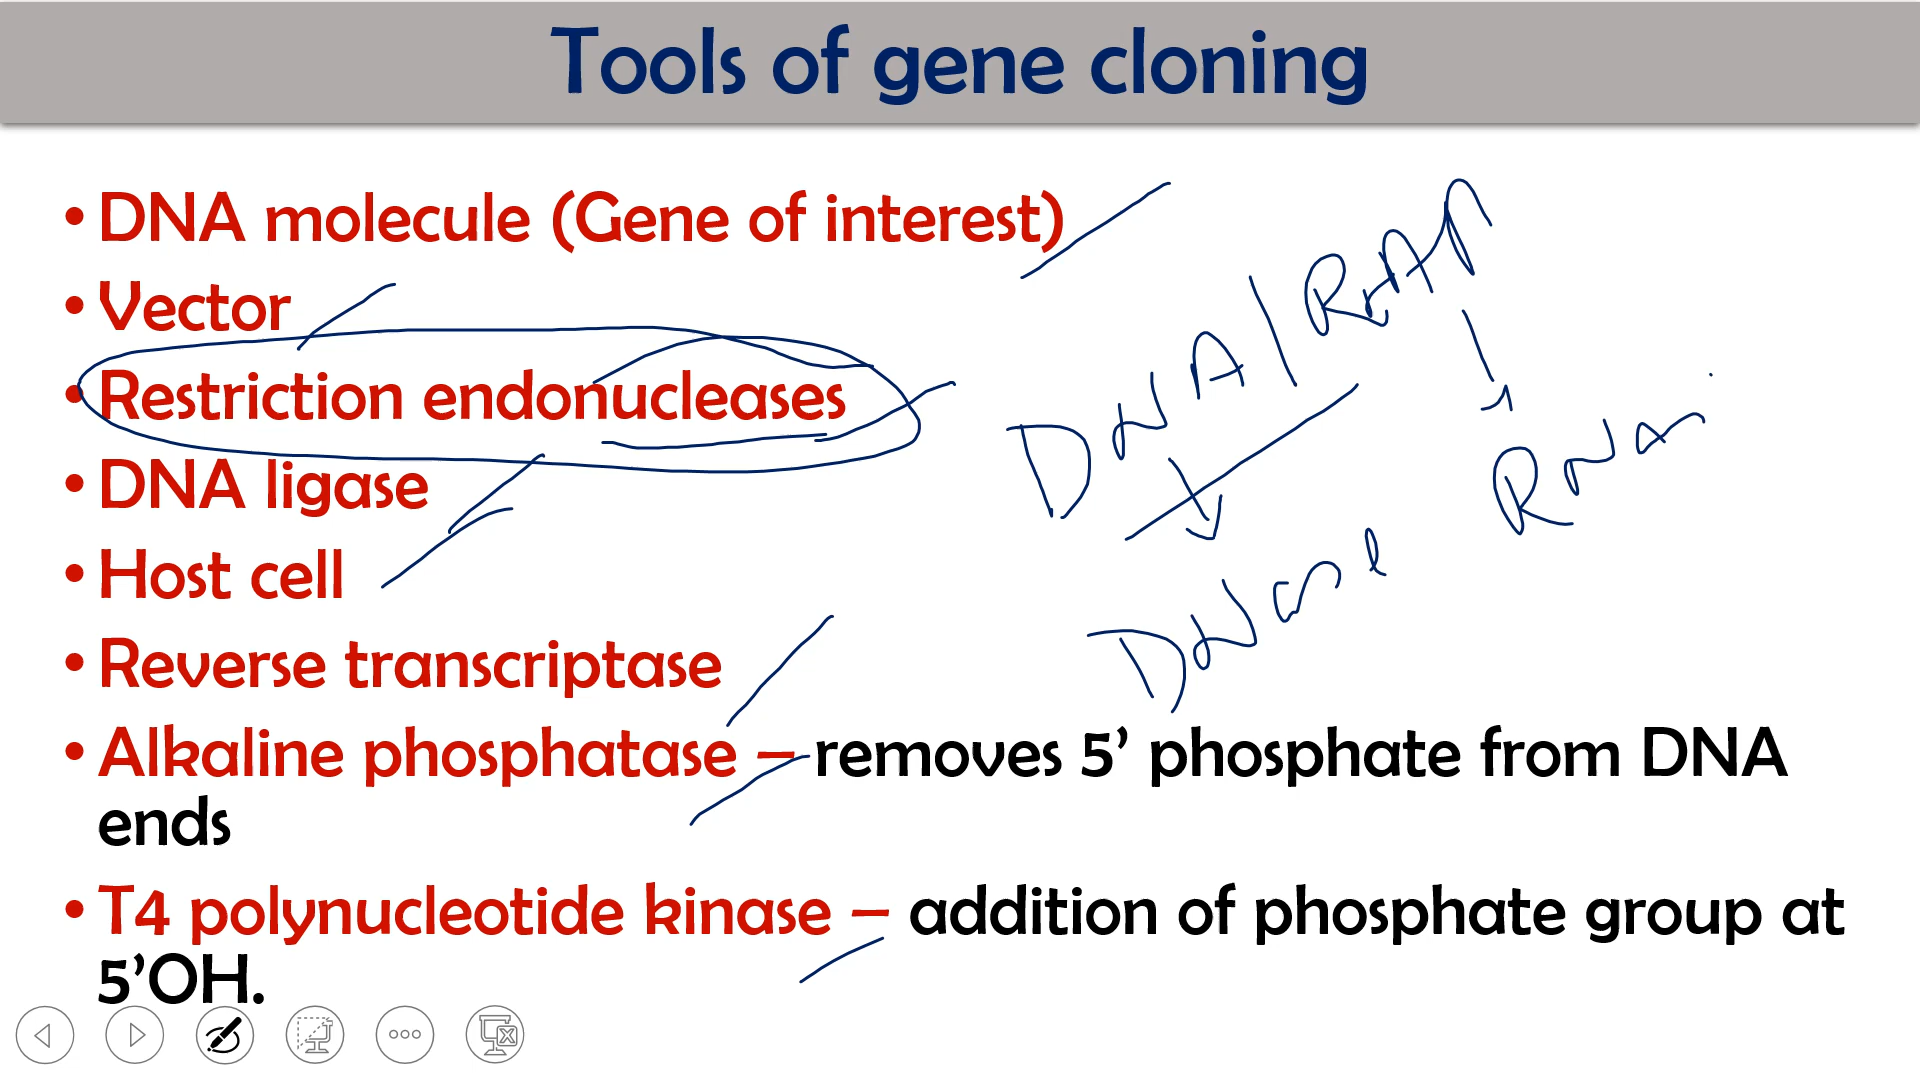 Tools of gene cloning
• DNA molecule (Gene of interest)
• Vector
• Restriction endonucleases
• DNA ligase
• Host cell
• Reverse transcriptase
• Alkaline phosphatase – removes 5’ phosphate from DNA
ends
• T4 polynucleotide kinase – addition of phosphate group at
5’OH.
DNA/RNA
DNase